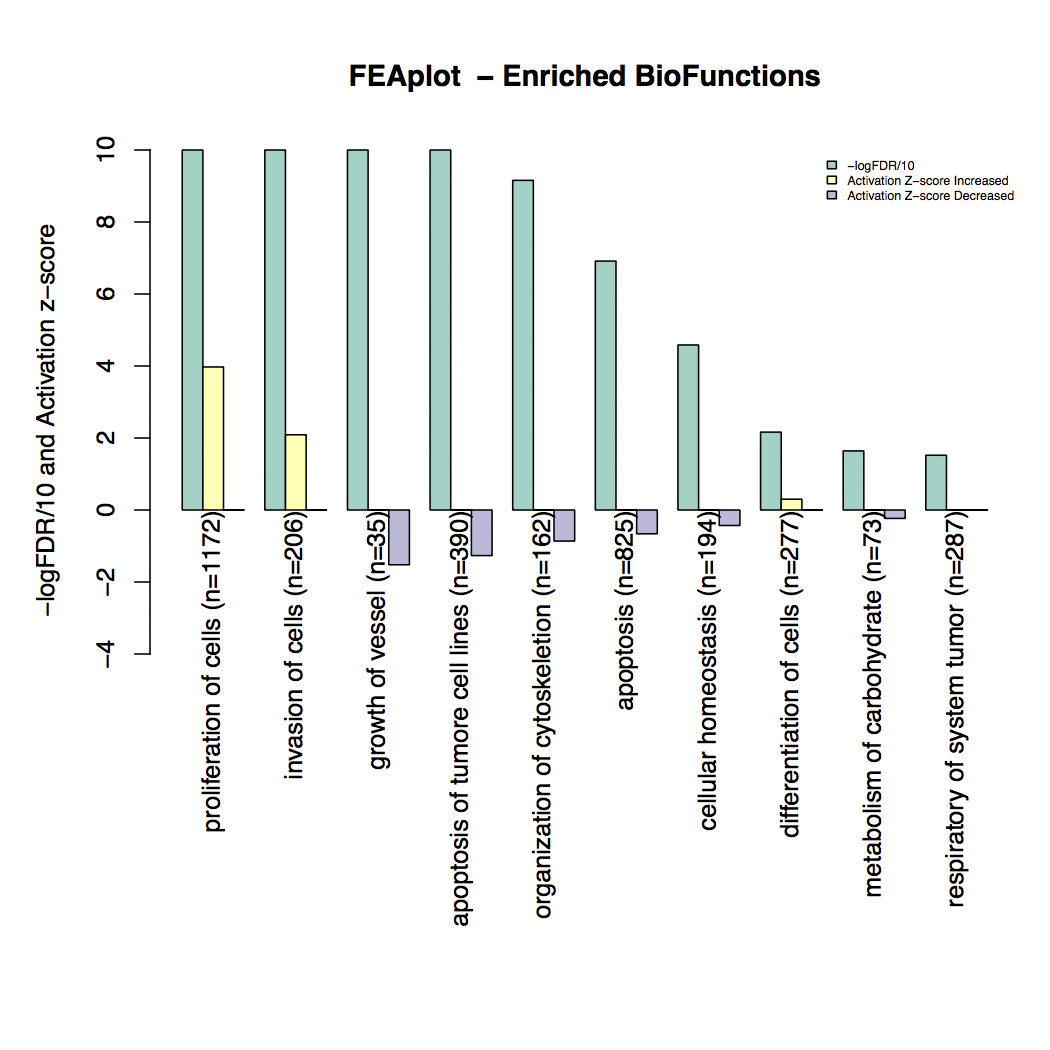 FEAplot – Enriched BioFunctions
−logFDR/10 and Activation z−score
10
8
6
4
2
0
−2
−4
−logFDR/10
Activation Z−score Increased
Activation Z−score Decreased
proliferation of cells (n=1172)
invasion of cells (n=206)
growth of vessel (n=35)
apoptosis of tumore cell lines (n=390)
organization of cytoskeletion (n=162)
apoptosis (n=825)
cellular homeostasis (n=194)
differentiation of cells (n=277)
metabolism of carbohydrate (n=73)
respiratory of system tumor (n=287)